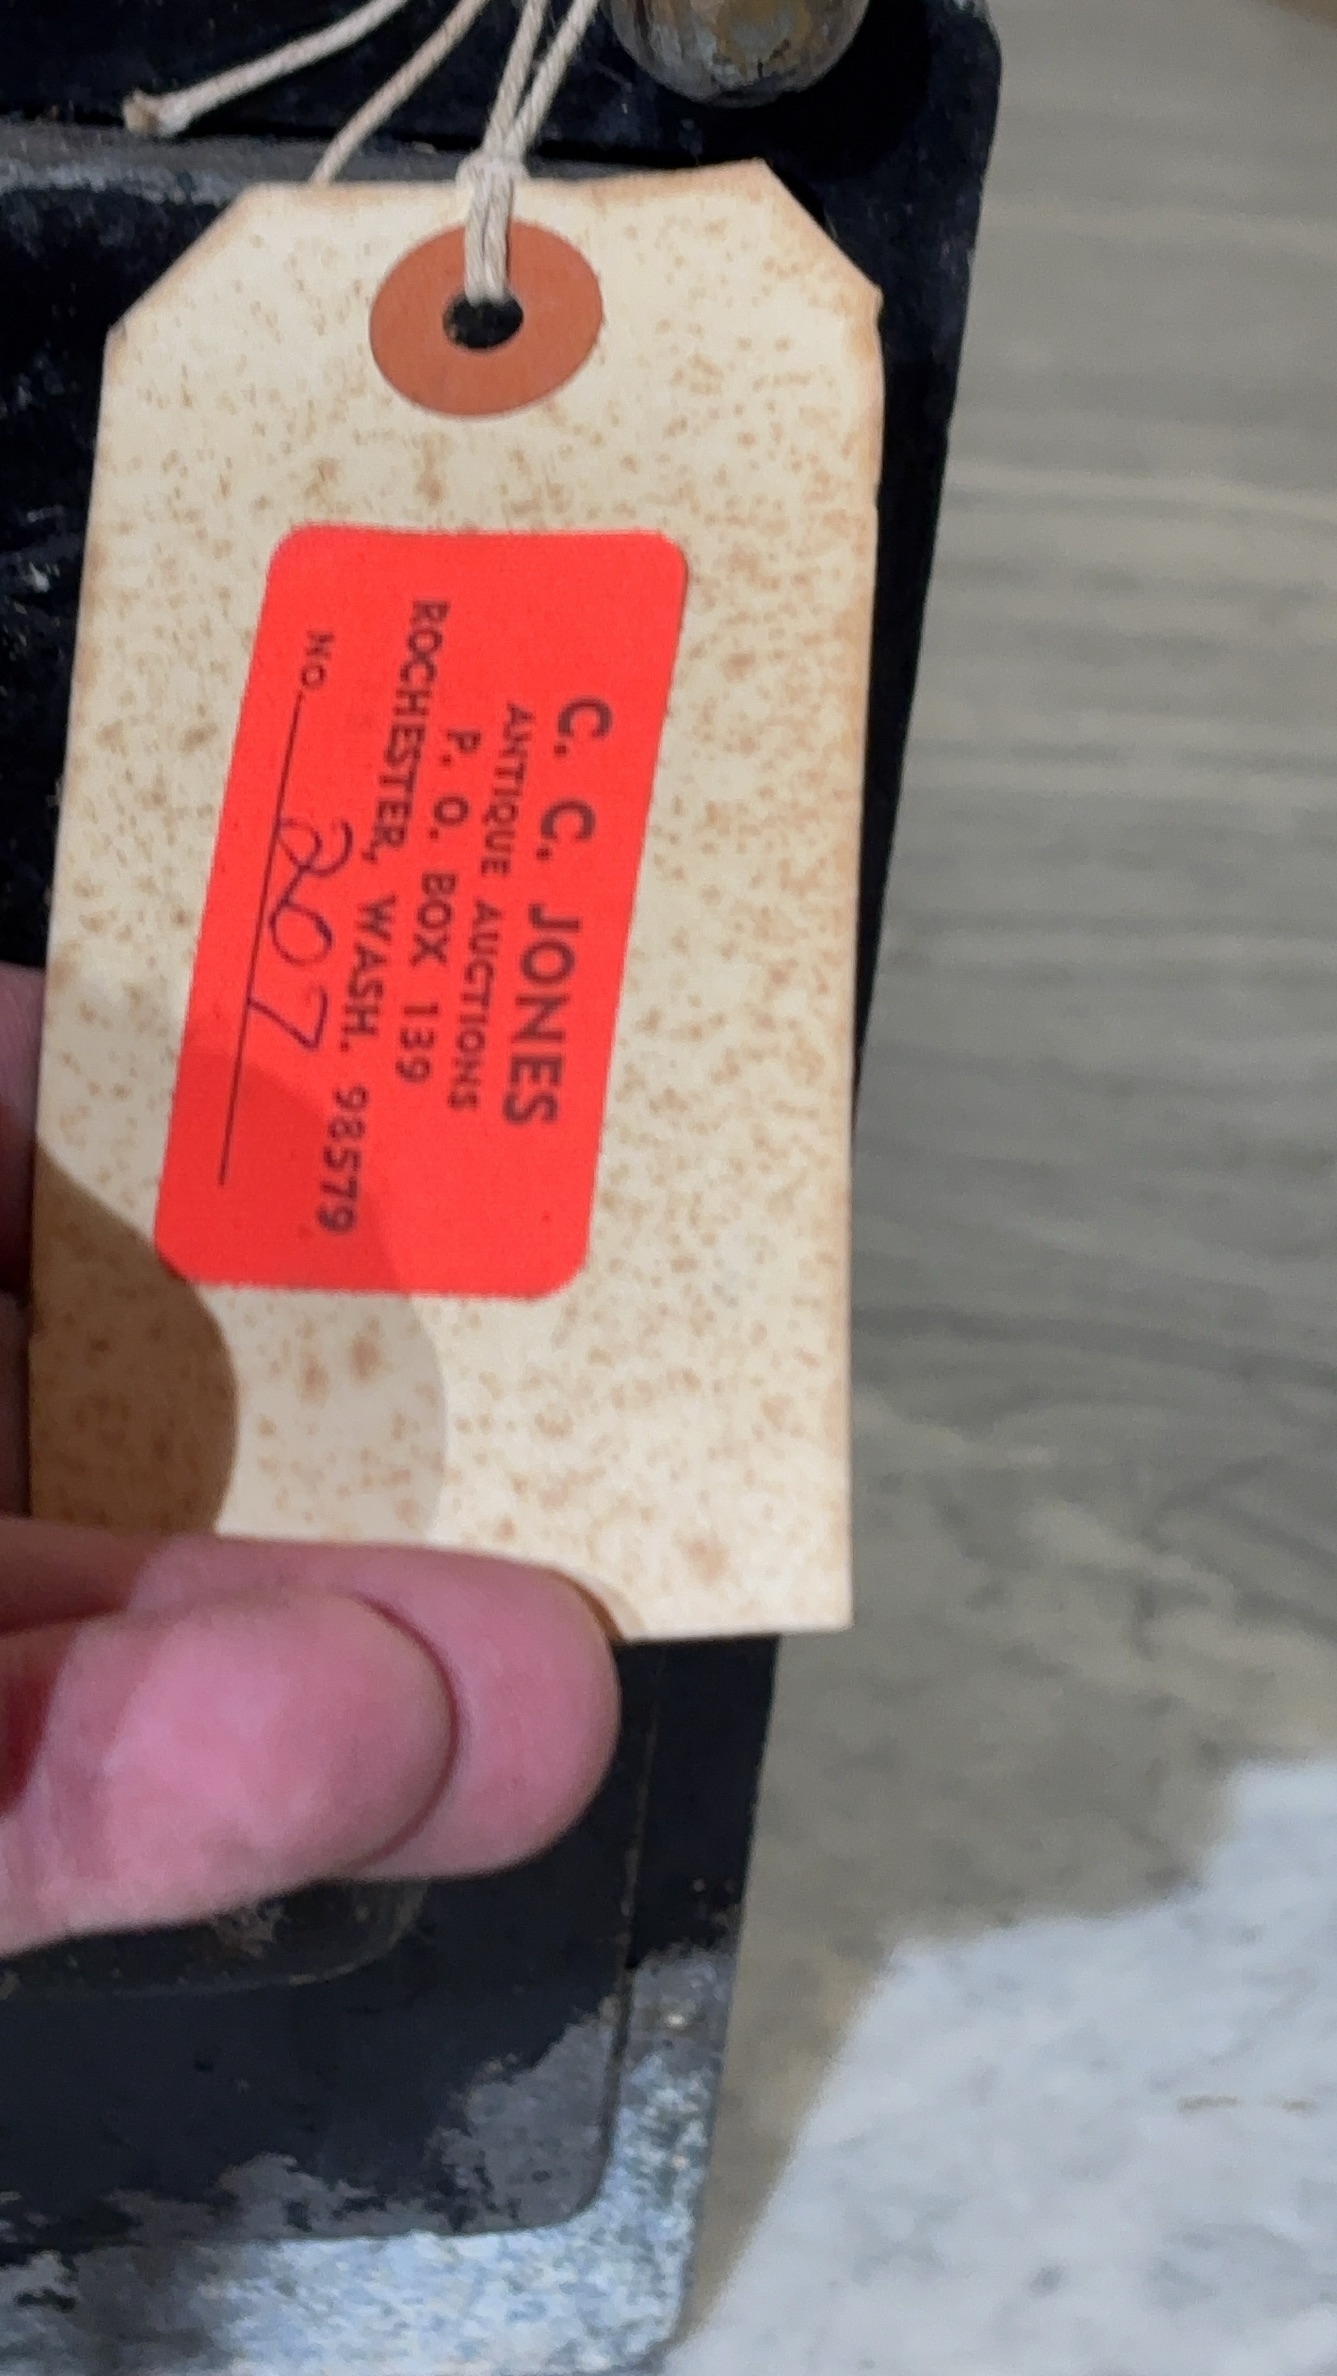 C. C. JONES
ANTIQUE AUCTIONS
P. O. BOX 139
ROCHESTER, WASH. 98579
NO. 207